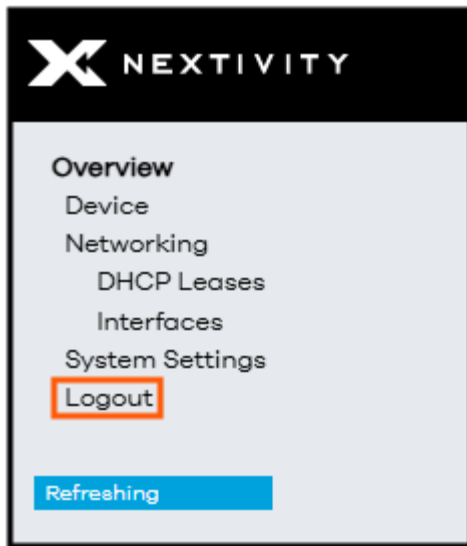 NEXTIVITY
Overview
Device
Networking
DHCP Leases
Interfaces
System Settings
Logout
Refreshing